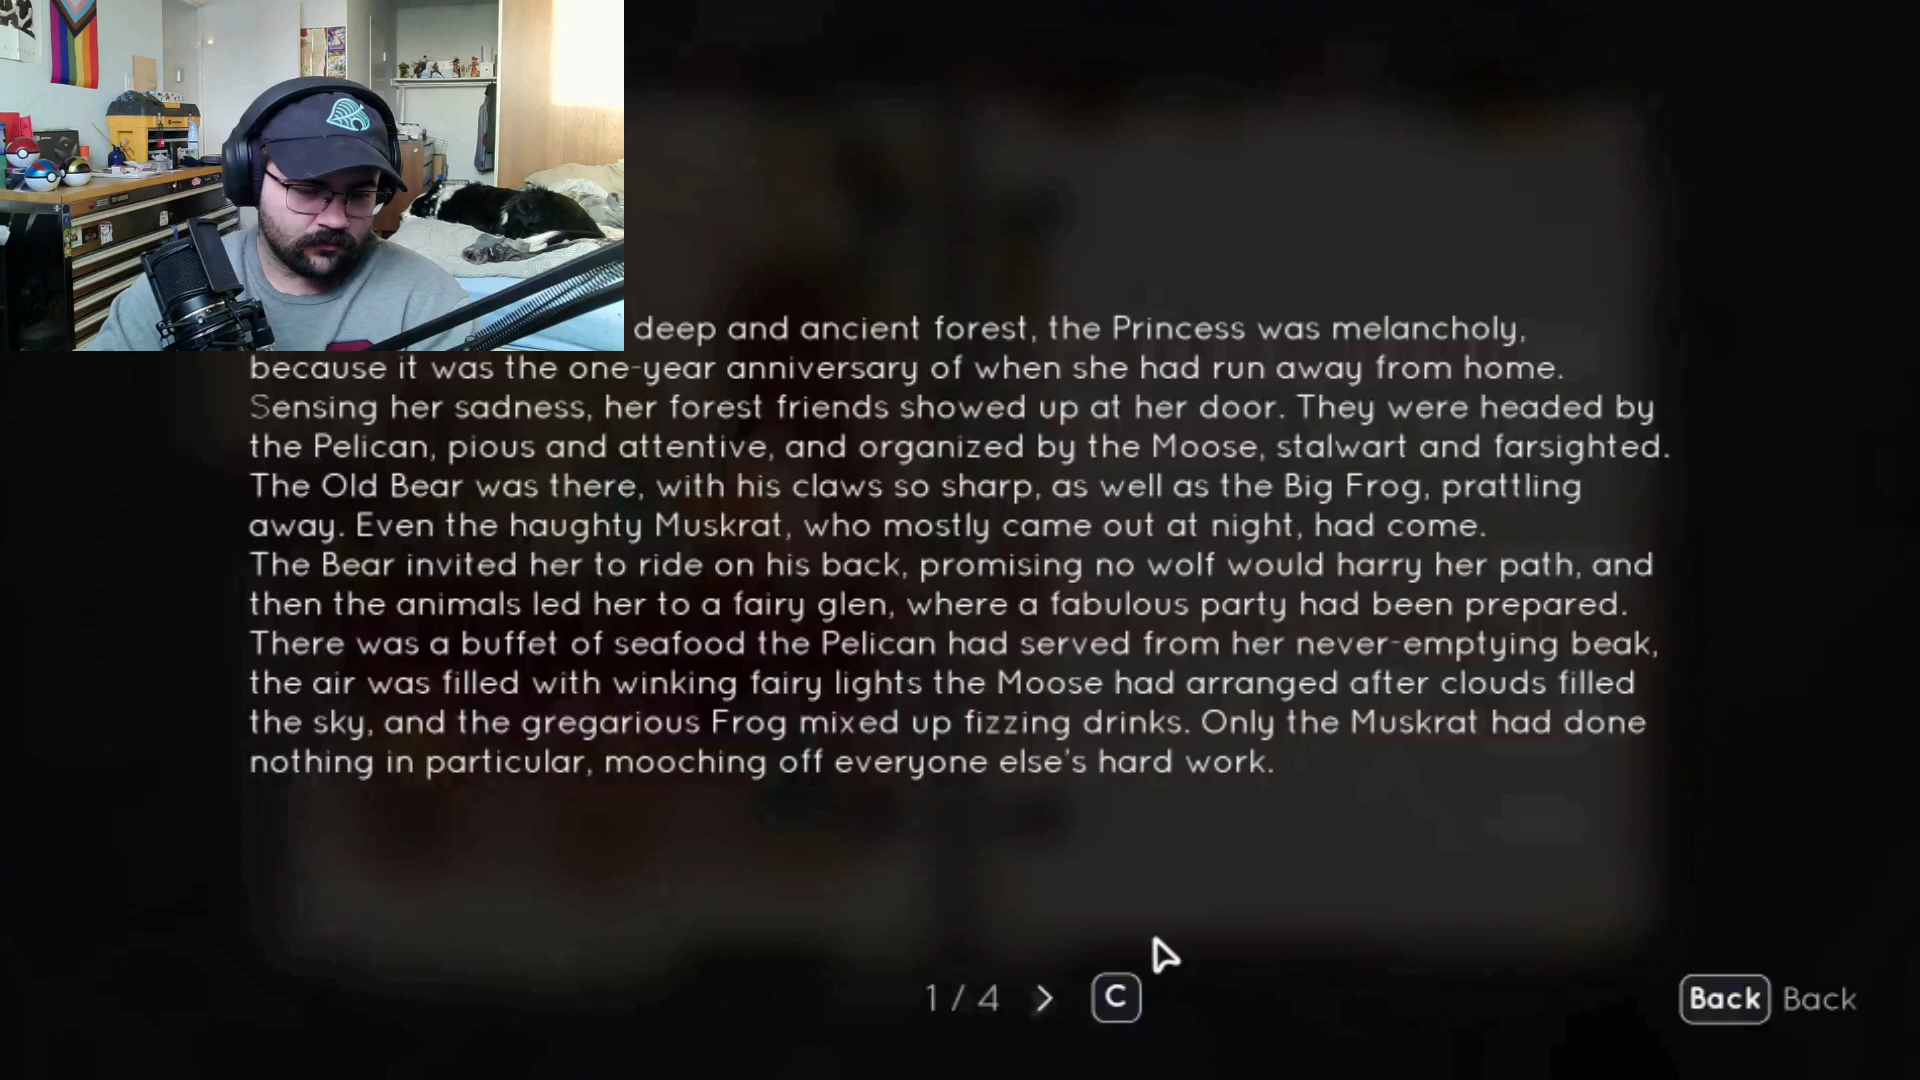 deep and ancient forest, the Princess was melancholy,
because it was the one-year anniversary of when she had run away from home.
Sensing her sadness, her forest friends showed up at her door. They were headed by
the Pelican, pious and attentive, and organized by the Moose, stalwart and farsighted.
The Old Bear was there, with his claws so sharp, as well as the Big Frog, prattling
away. Even the haughty Muskrat, who mostly came out at night, had come.
The Bear invited her to ride on his back, promising no wolf would harry her path, and
then the animals led her to a fairy glen, where a fabulous party had been prepared.
There was a buffet of seafood the Pelican had served from her never-emptying beak,
the air was filled with winking fairy lights the Moose had arranged after clouds filled
the sky, and the gregarious Frog mixed up fizzing drinks. Only the Muskrat had done
nothing in particular, mooching off everyone else's hard work.
1 / 4 > C
Back Back